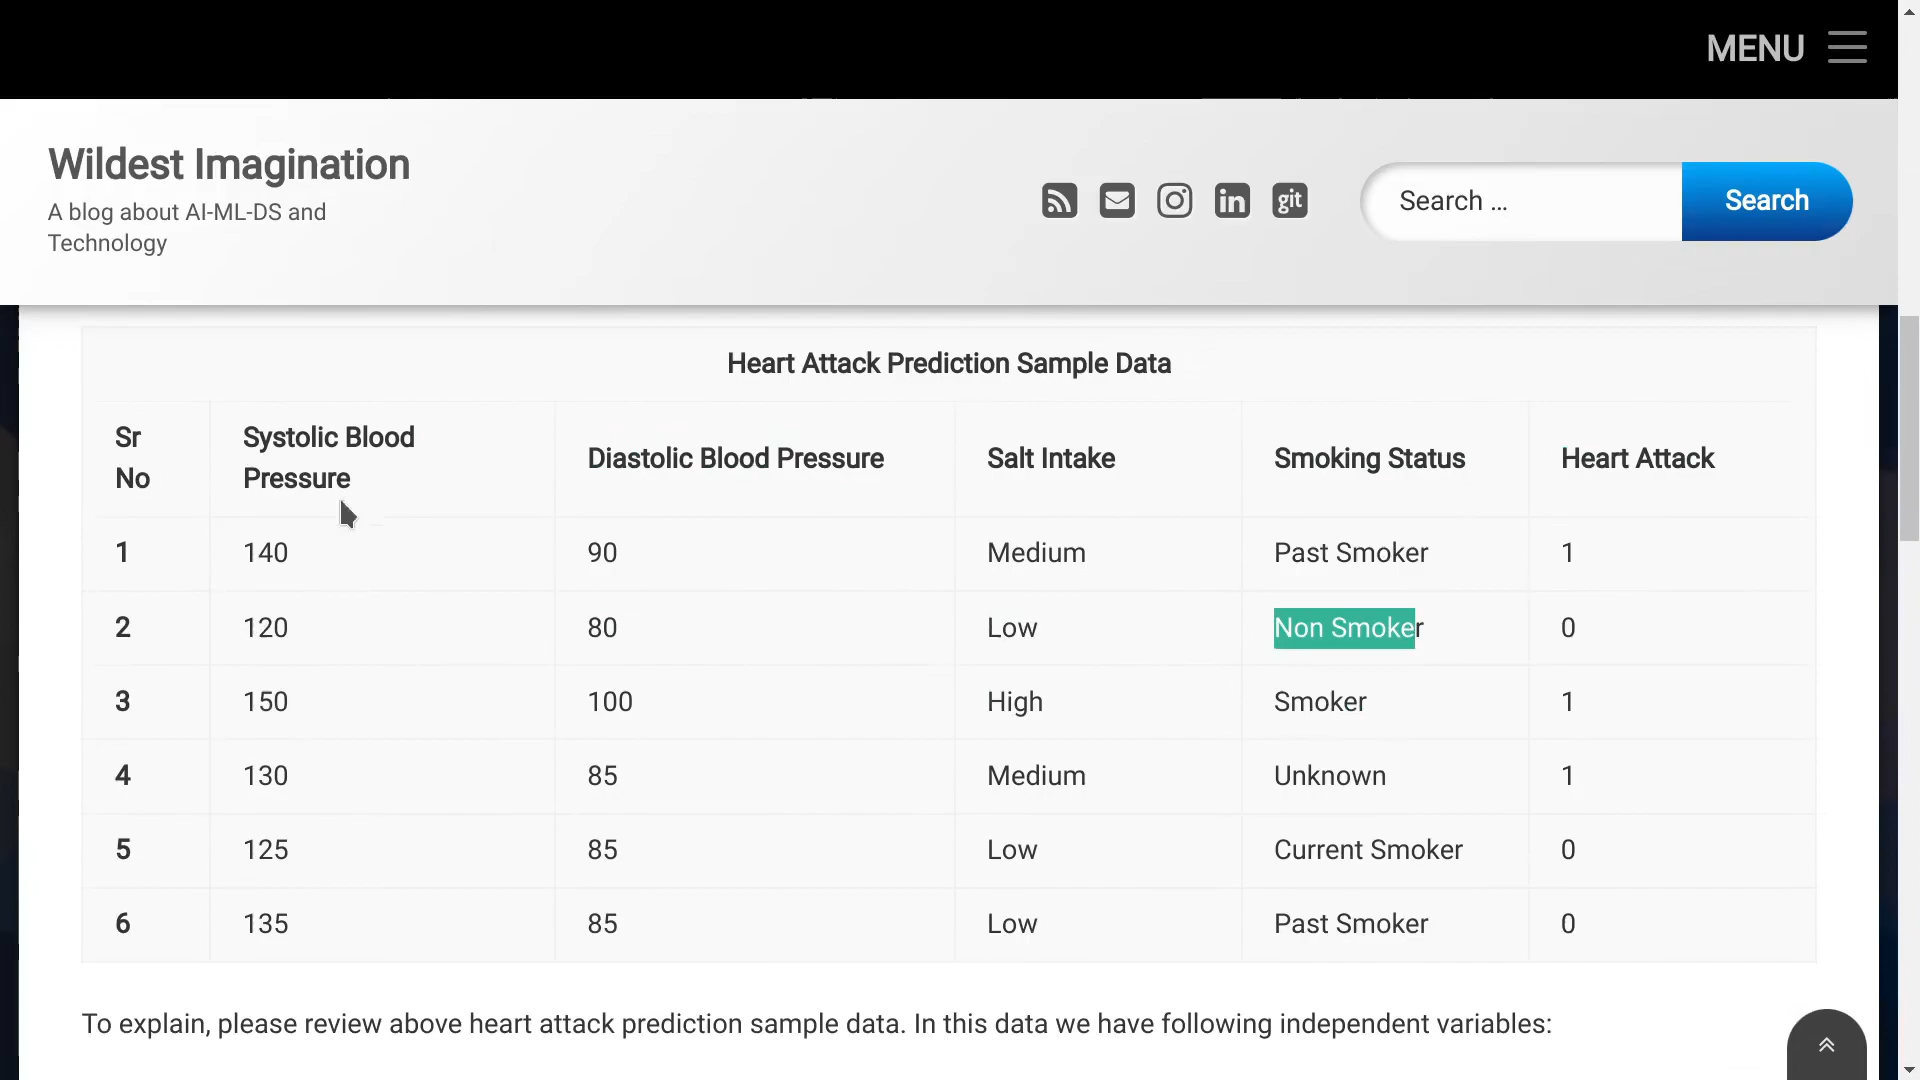 MENU
Wildest Imagination
A blog about AI-ML-DS and
Technology
git
Search ...
Search
Heart Attack Prediction Sample Data
Sr No | Systolic Blood Pressure | Diastolic Blood Pressure | Salt Intake | Smoking Status | Heart Attack
1 | 140 | 90 | Medium | Past Smoker | 1
2 | 120 | 80 | Low | Non Smoker | 0
3 | 150 | 100 | High | Smoker | 1
4 | 130 | 85 | Medium | Unknown | 1
5 | 125 | 85 | Low | Current Smoker | 0
6 | 135 | 85 | Low | Past Smoker | 0
To explain, please review above heart attack prediction sample data. In this data we have following independent variables: